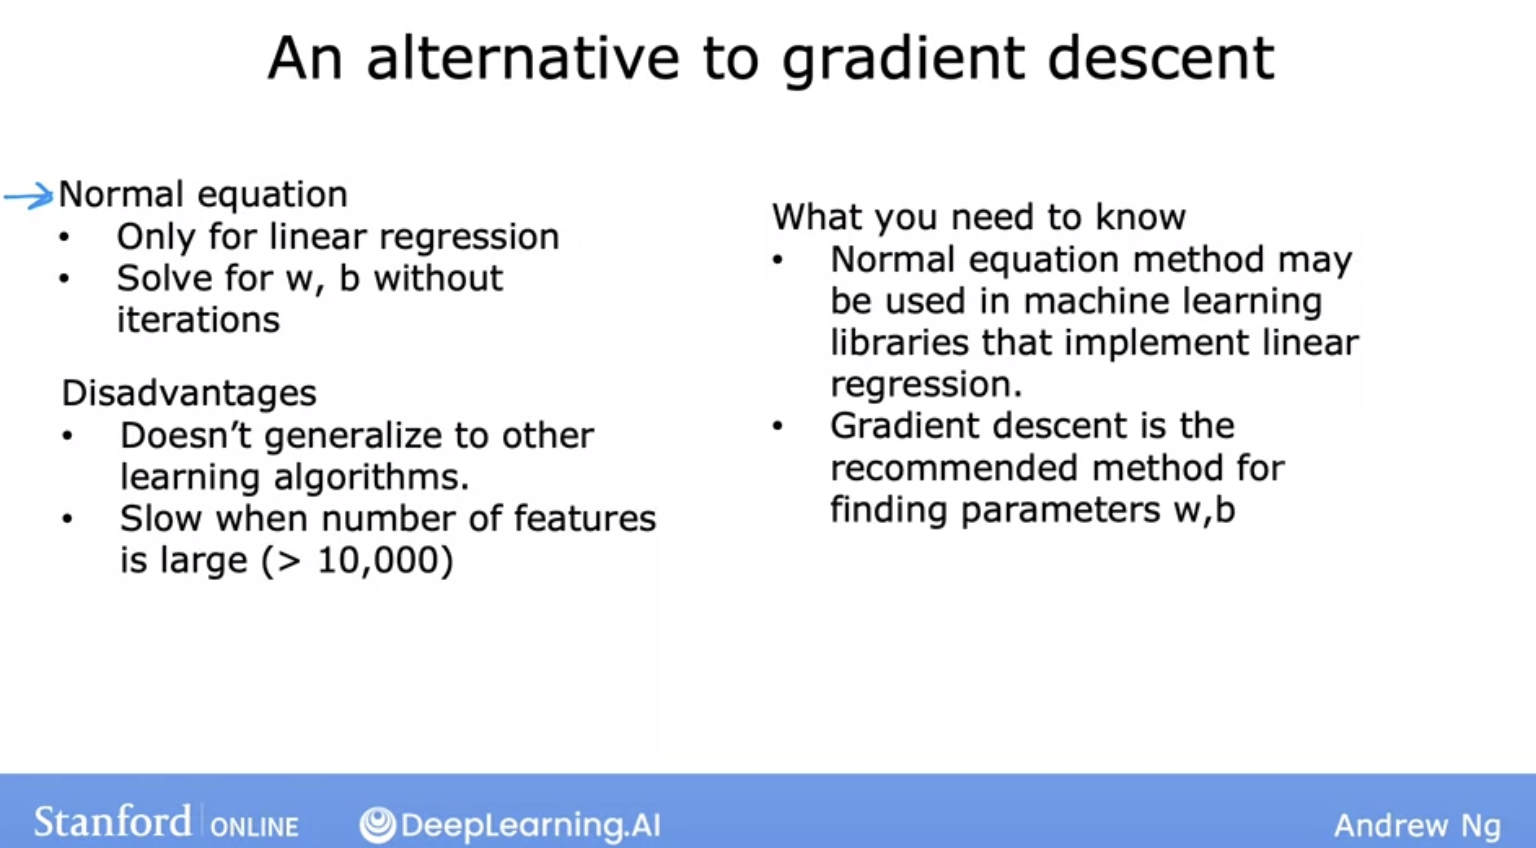 An alternative to gradient descent
Normal equation
• Only for linear regression
• Solve for w, b without
iterations
Disadvantages
• Doesn’t generalize to other
learning algorithms.
• Slow when number of features
is large (> 10,000)
What you need to know
• Normal equation method may
be used in machine learning
libraries that implement linear
regression.
• Gradient descent is the
recommended method for
finding parameters w,b
Stanford ONLINE
DeepLearning.AI
Andrew Ng